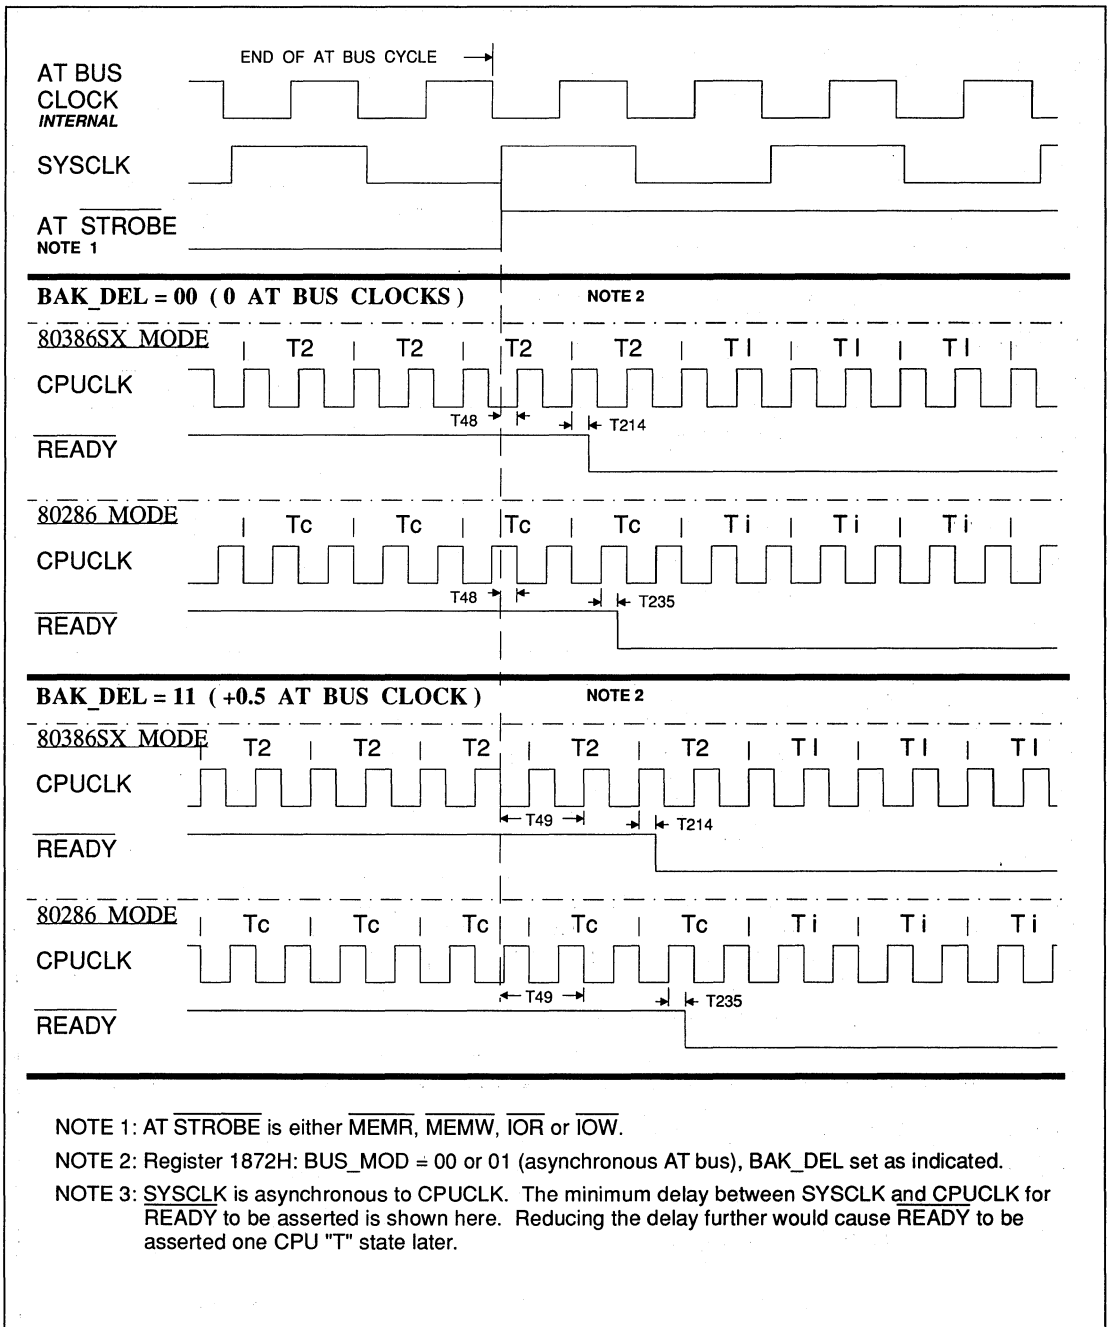 END OF AT BUS CYCLE
AT BUS
CLOCK
INTERNAL
SYSCLK
AT STROBE
NOTE 1
BAK_DEL = 00 ( 0 AT BUS CLOCKS ) NOTE 2
80386SX MODE
T2 T2 T2 T2 TI TI TI
CPUCLK
T48 T214
READY
80286 MODE
Tc Tc Tc Tc Ti Ti Ti
CPUCLK
T48 T235
READY
BAK_DEL = 11 ( +0.5 AT BUS CLOCK ) NOTE 2
80386SX MODE
T2 T2 T2 T2 T2 TI TI TI
CPUCLK
T49 T214
READY
80286 MODE
Tc Tc Tc Tc Tc Ti Ti Ti
CPUCLK
T49 T235
READY
NOTE 1: AT STROBE is either MEMR, MEMW, IOR or IOW.
NOTE 2: Register 1872H: BUS_MOD = 00 or 01 (asynchronous AT bus), BAK_DEL set as indicated.
NOTE 3: SYSCLK is asynchronous to CPUCLK. The minimum delay between SYSCLK and CPUCLK for
READY to be asserted is shown here. Reducing the delay further would cause READY to be
asserted one CPU "T" state later.